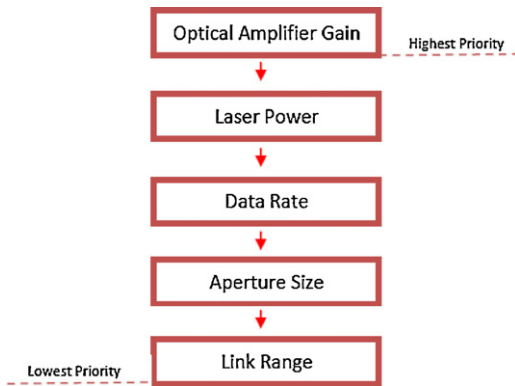 Optical Amplifier Gain
Highest Priority
Laser Power
Data Rate
Aperture Size
Link Range
Lowest Priority